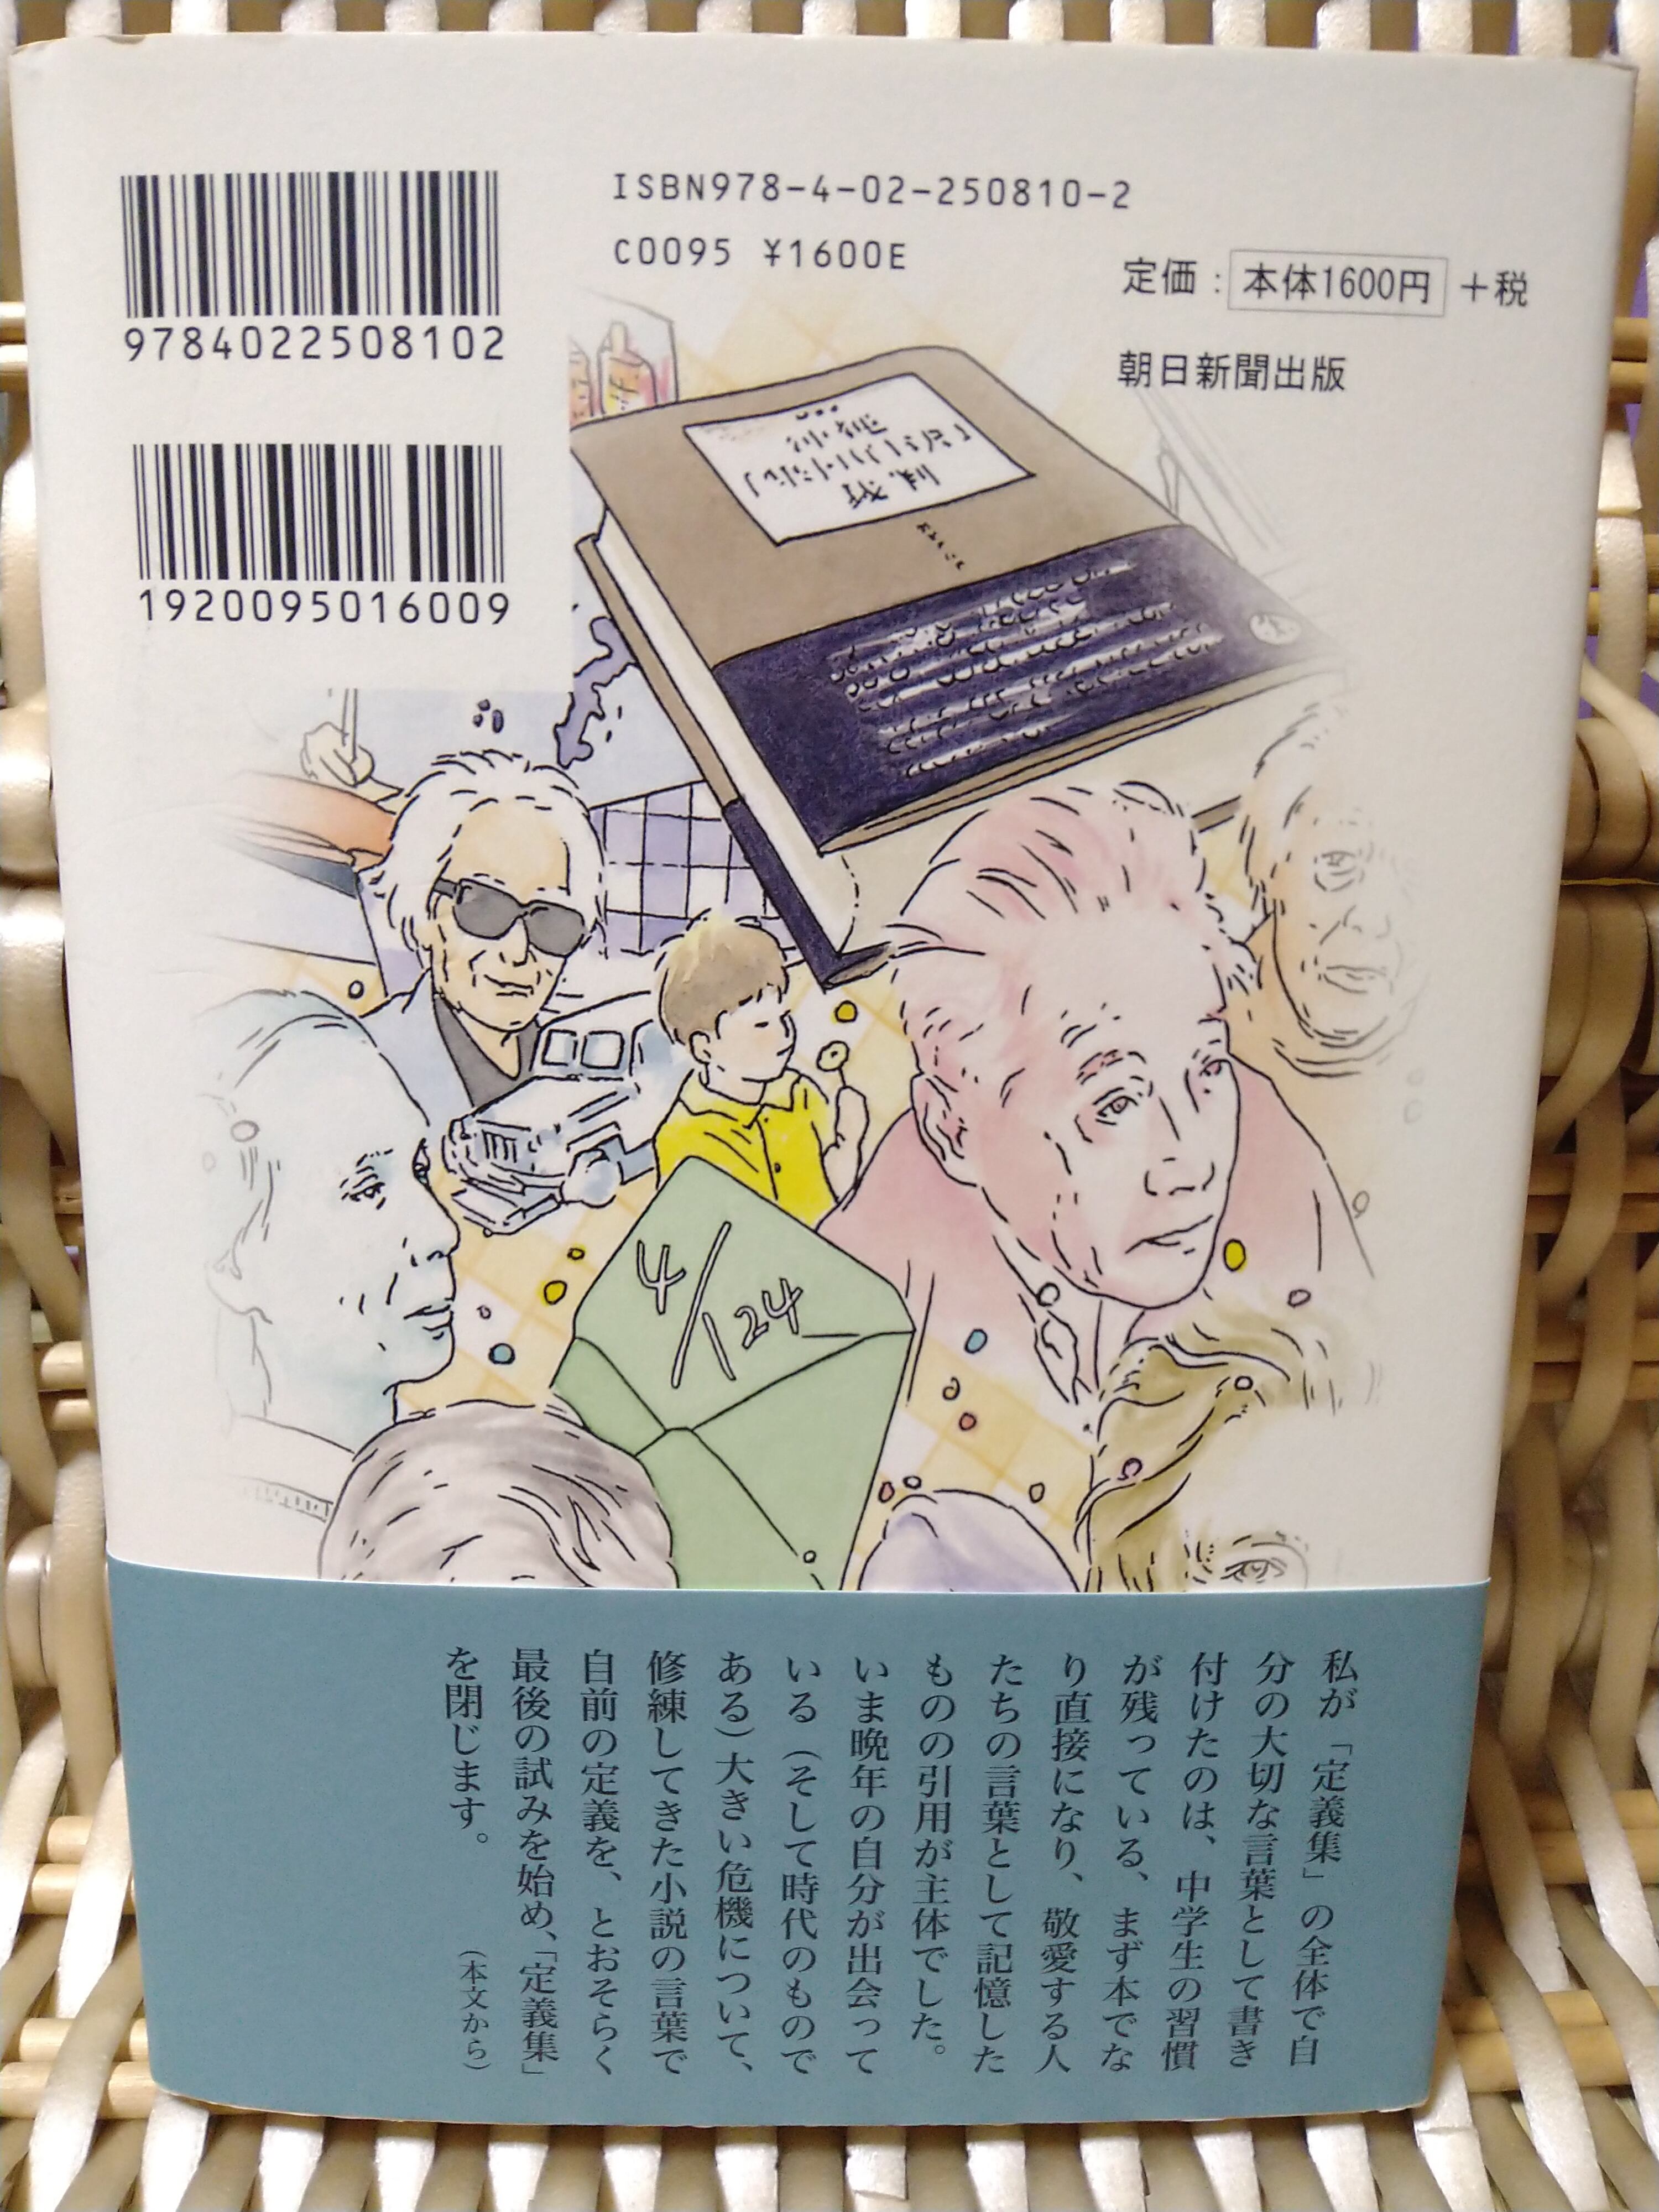 ISBN978-4-02-250810-2
C0095 ¥1600E
定価：本体1600円＋税
朝日新聞出版
9784022508102
1920095016009
4/124
私が「定義集」の全体で自
分の大切な言葉として書き
付けたのは、中学生の習慣
が残っている、まず本でな
り直接になり、敬愛する人
たちの言葉として記憶した
ものの引用が主体でした。
いま晩年の自分が出会って
いる（そして時代のもので
ある）大きい危機について、
修練してきた小説の言葉で
自前の定義を、とおそらく
最後の試みを始め、「定義集」
を閉じます。
（本文から）